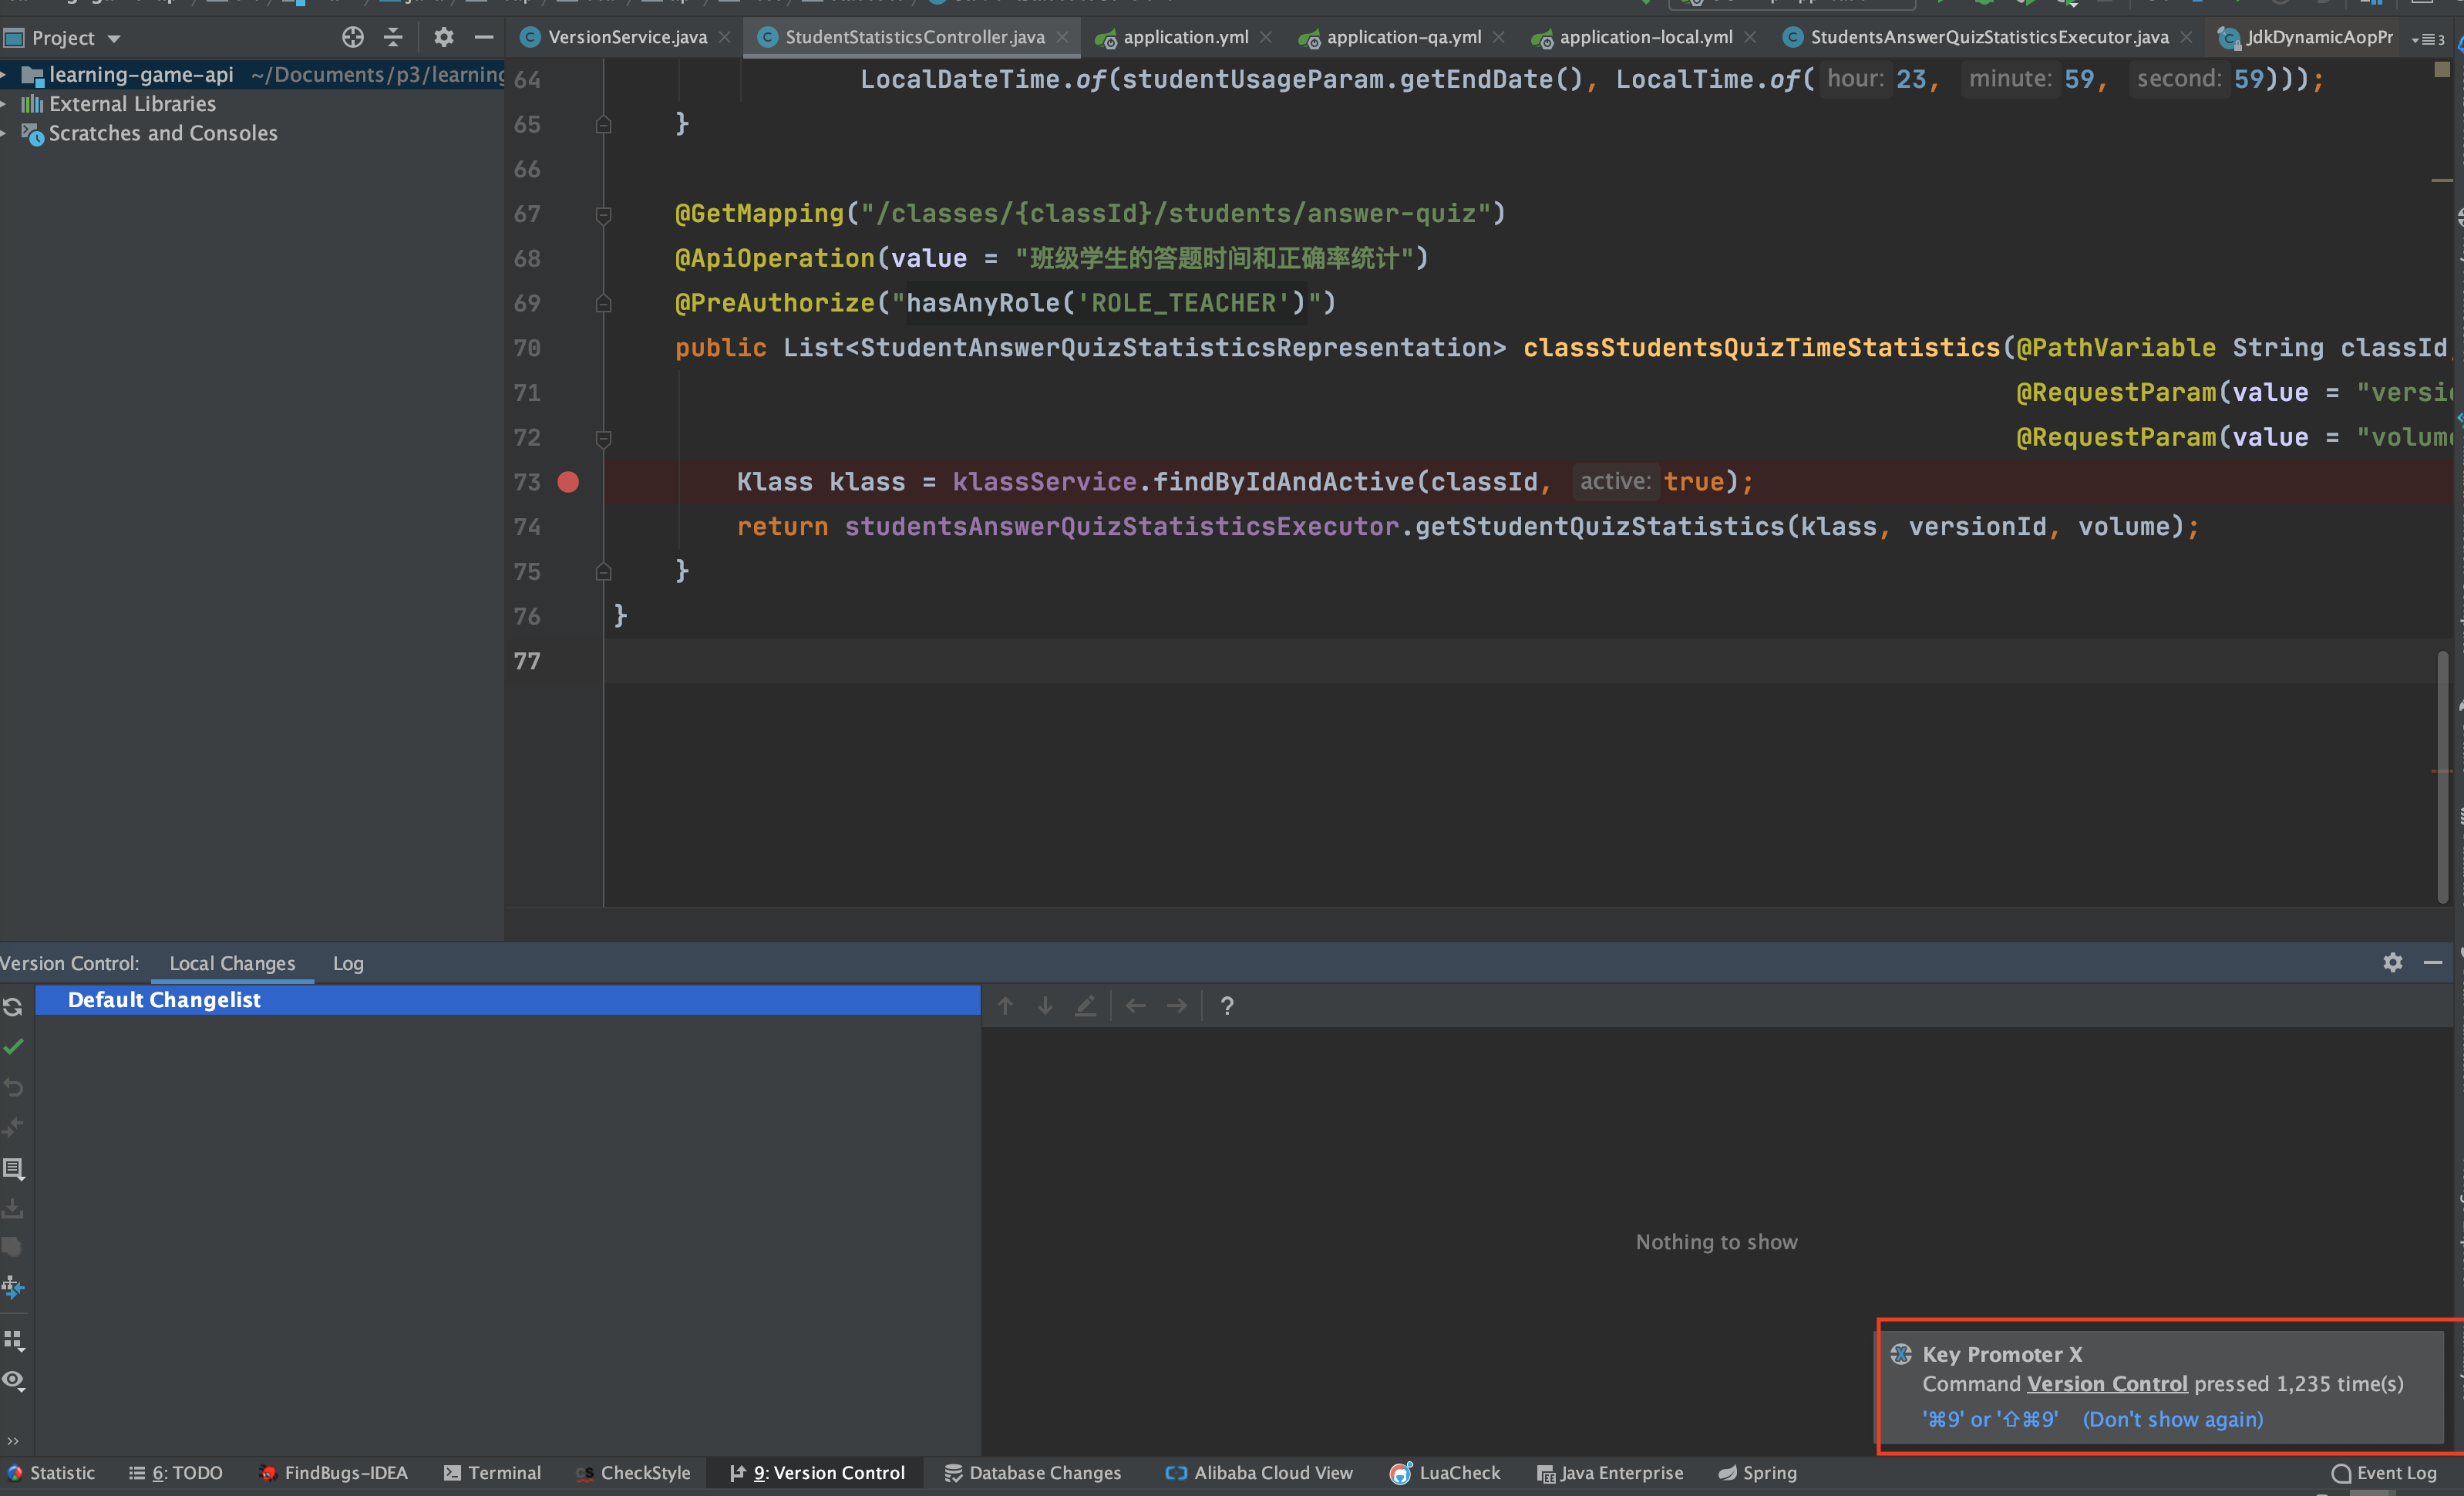 Project
VersionService.java
StudentStatisticsController.java
application.yml
application-qa.yml
application-local.yml
StudentsAnswerQuizStatisticsExecutor.java
JdkDynamicAopPr
3
learning-game-api ~/Documents/p3/learning
External Libraries
Scratches and Consoles
64 LocalDateTime.of(studentUsageParam.getEndDate(), LocalTime.of( hour: 23, minute: 59, second: 59)));
65 }
66
67 @GetMapping("/classes/{classId}/students/answer-quiz")
68 @ApiOperation(value = "班级学生的答题时间和正确率统计")
69 @PreAuthorize("hasAnyRole('ROLE_TEACHER')")
70 public List<StudentAnswerQuizStatisticsRepresentation> classStudentsQuizTimeStatistics(@PathVariable String classId,
71 @RequestParam(value = "versi
72 @RequestParam(value = "volum
73 Klass klass = klassService.findByIdAndActive(classId, active: true);
74 return studentsAnswerQuizStatisticsExecutor.getStudentQuizStatistics(klass, versionId, volume);
75 }
76 }
77
Version Control: Local Changes Log
Default Changelist
?
Nothing to show
Key Promoter X
Command Version Control pressed 1,235 time(s)
'⌘9' or '⇧⌘9' (Don't show again)
Statistic
6: TODO
FindBugs-IDEA
Terminal
CheckStyle
9: Version Control
Database Changes
Alibaba Cloud View
LuaCheck
Java Enterprise
Spring
Event Log